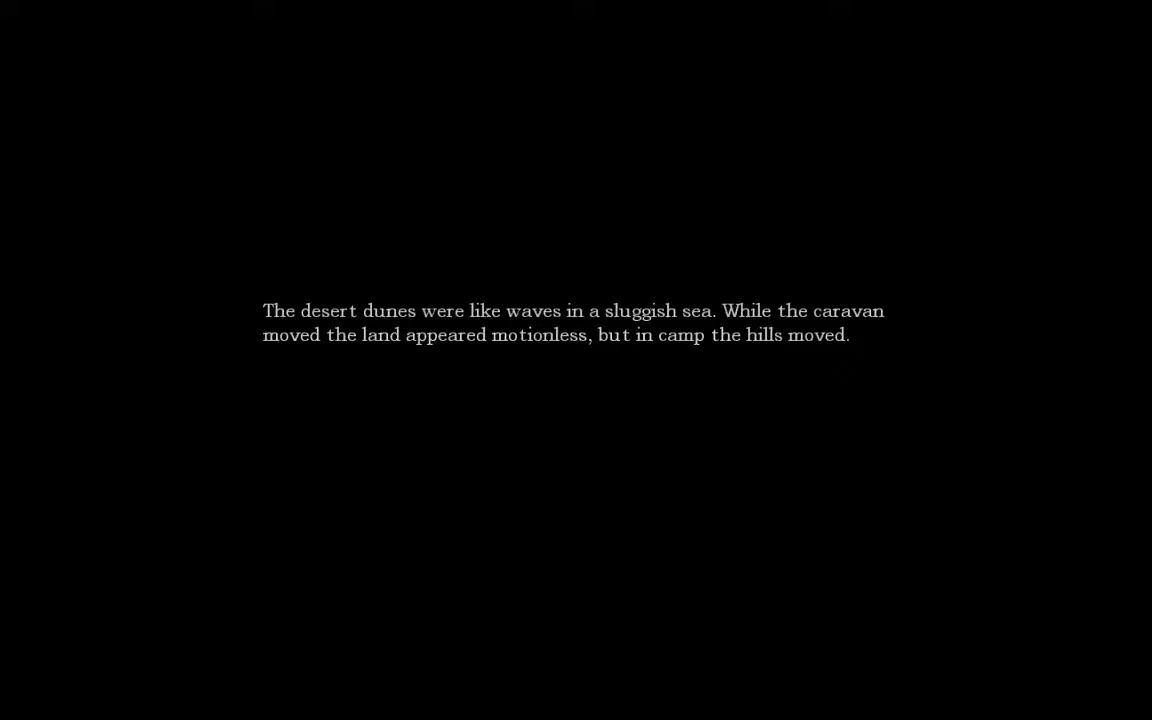 The desert dunes were like waves in a sluggish sea. While the caravan
moved the land appeared motionless, but in camp the hills moved.